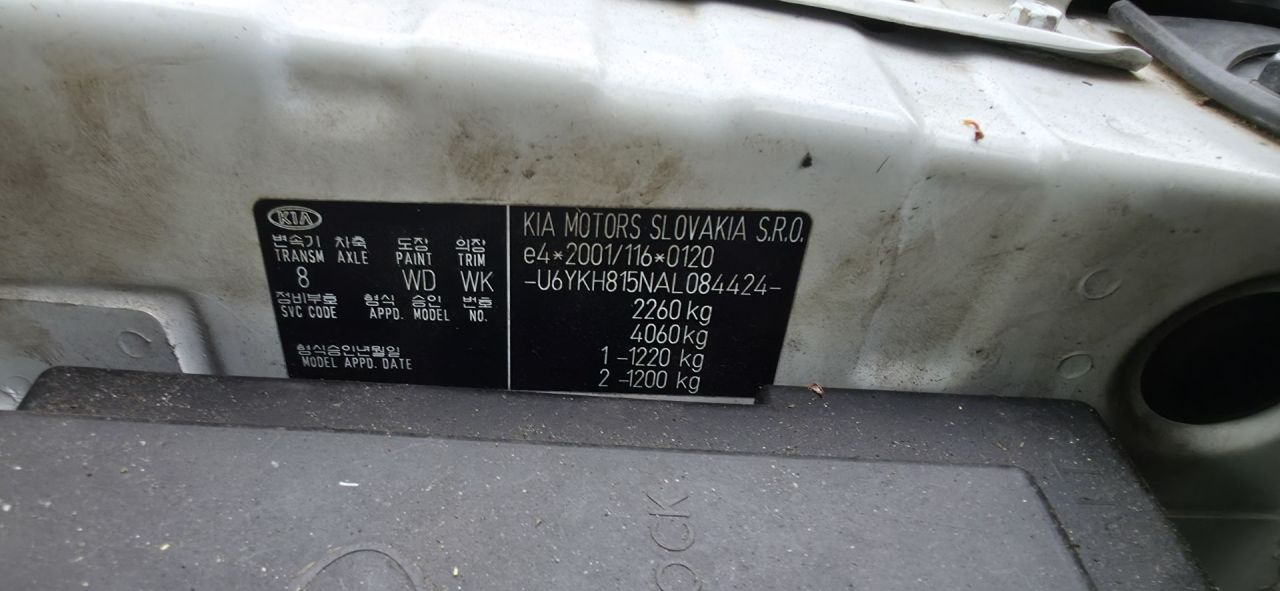 KIA
변속기 차축 도장 의장
TRANSM AXLE PAINT TRIM
8 WD WK
정비부호 형식 승인 번호
SVC CODE APPD. MODEL NO.
형식승인년월일
MODEL APPD. DATE
KIA MOTORS SLOVAKIA S.R.O.
e4*2001/116*0120
-U6YKH815NAL084424-
2260 kg
4060 kg
1 -1220 kg
2 -1200 kg
OCK